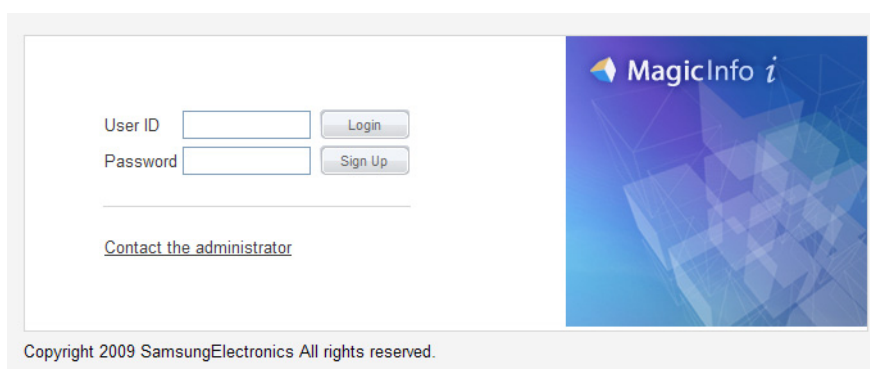 MagicInfo i
User ID
Login
Password
Sign Up
Contact the administrator
Copyright 2009 SamsungElectronics All rights reserved.